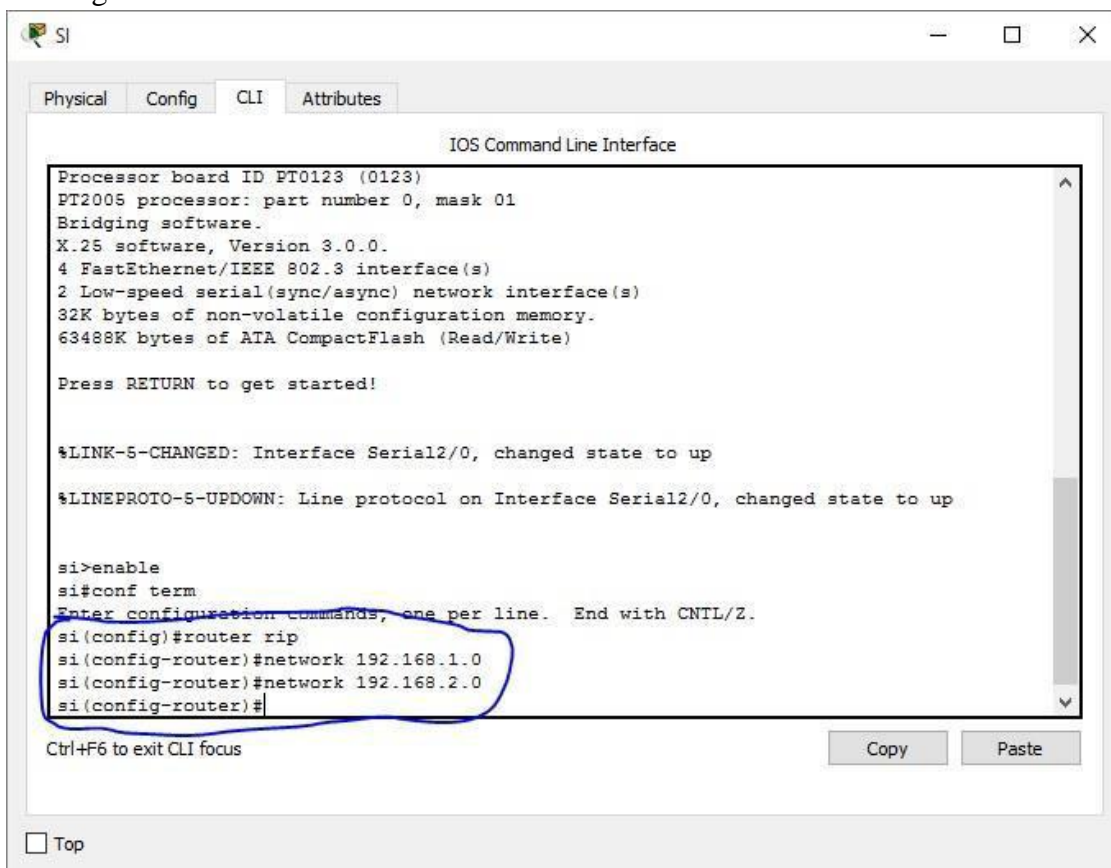 SI
Physical Config CLI Attributes
IOS Command Line Interface
Processor board ID PT0123 (0123)
PT2005 processor: part number 0, mask 01
Bridging software.
X.25 software, Version 3.0.0.
4 FastEthernet/IEEE 802.3 interface(s)
2 Low-speed serial(sync/async) network interface(s)
32K bytes of non-volatile configuration memory.
63488K bytes of ATA CompactFlash (Read/Write)
Press RETURN to get started!
%LINK-5-CHANGED: Interface Serial2/0, changed state to up
%LINEPROTO-5-UPDOWN: Line protocol on Interface Serial2/0, changed state to up
si>enable
si#conf term
Enter configuration commands, one per line. End with CNTL/Z.
si(config)#router rip
si(config-router)#network 192.168.1.0
si(config-router)#network 192.168.2.0
si(config-router)#
Ctrl+F6 to exit CLI focus
Copy Paste
Top